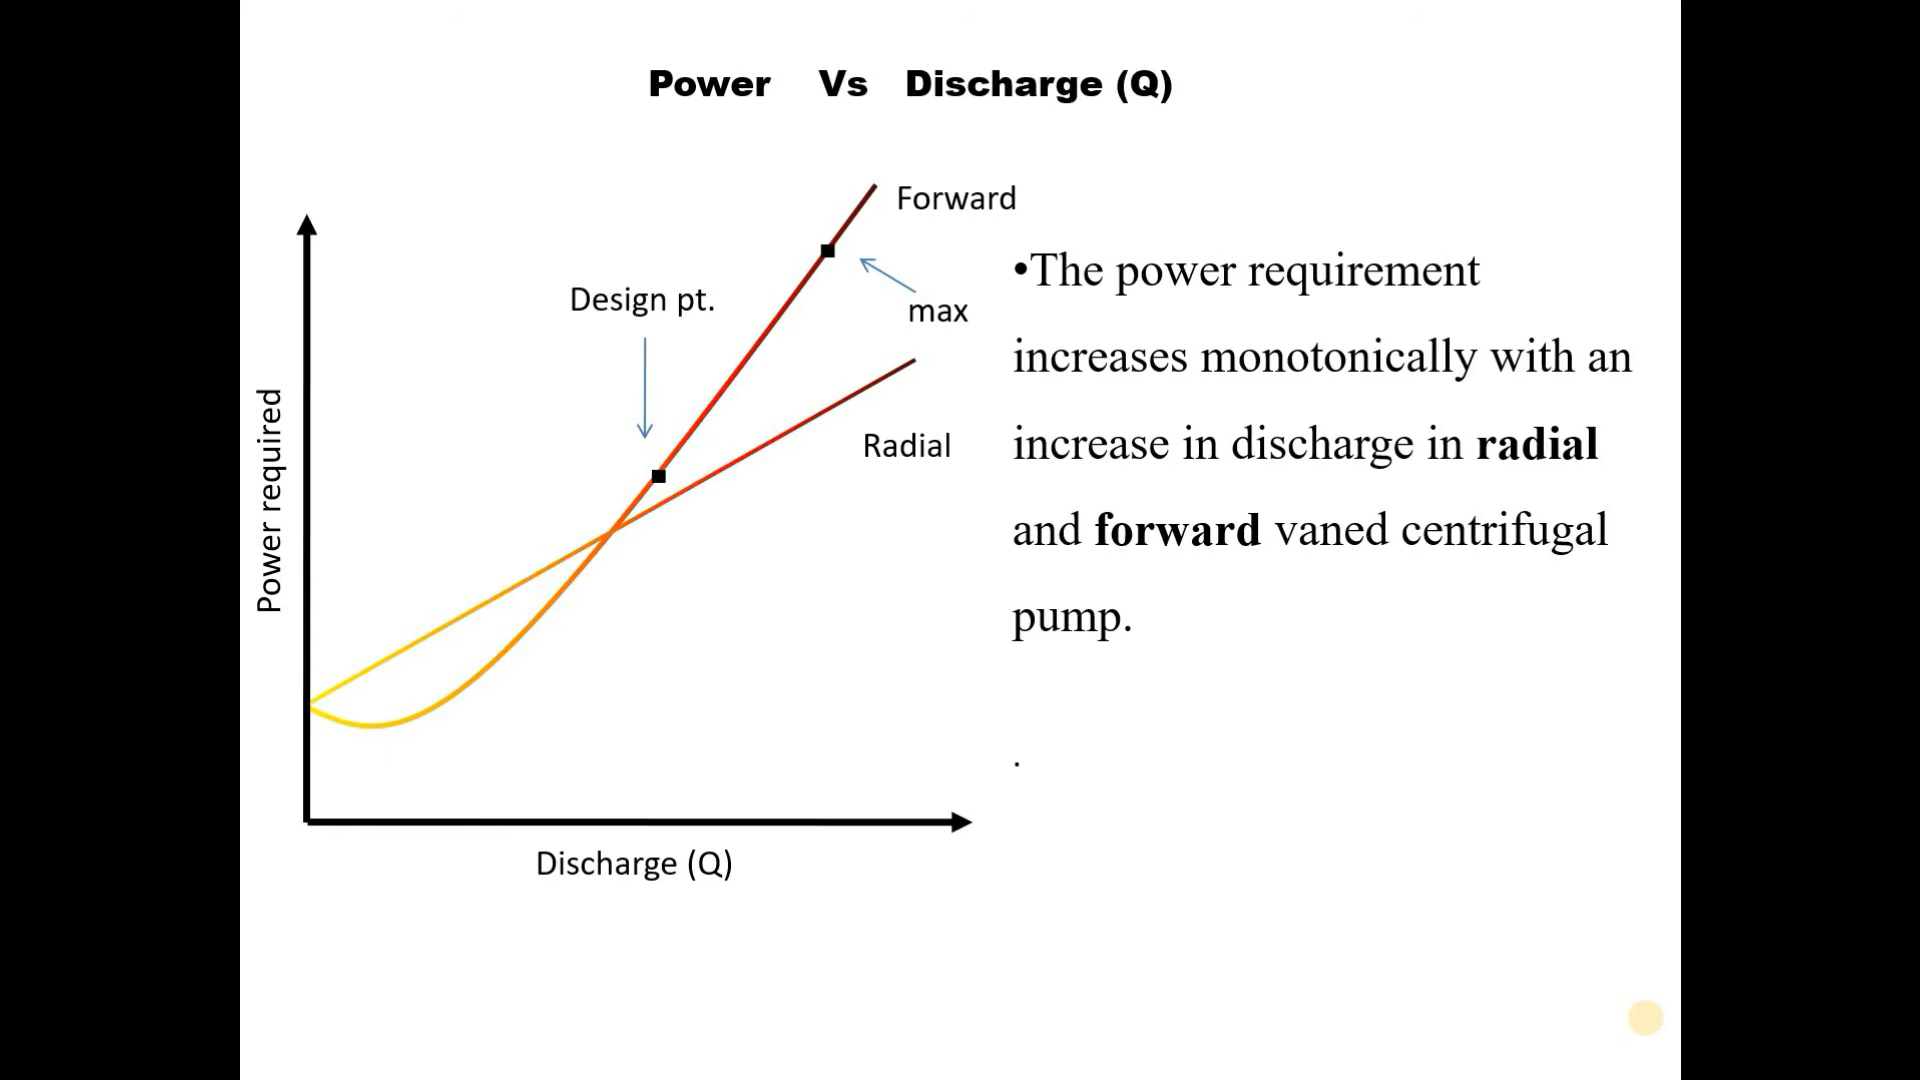 Power Vs Discharge (Q)
Forward
Design pt.
max
Radial
Power required
Discharge (Q)
•The power requirement
increases monotonically with an
increase in discharge in radial
and forward vaned centrifugal
pump.
.